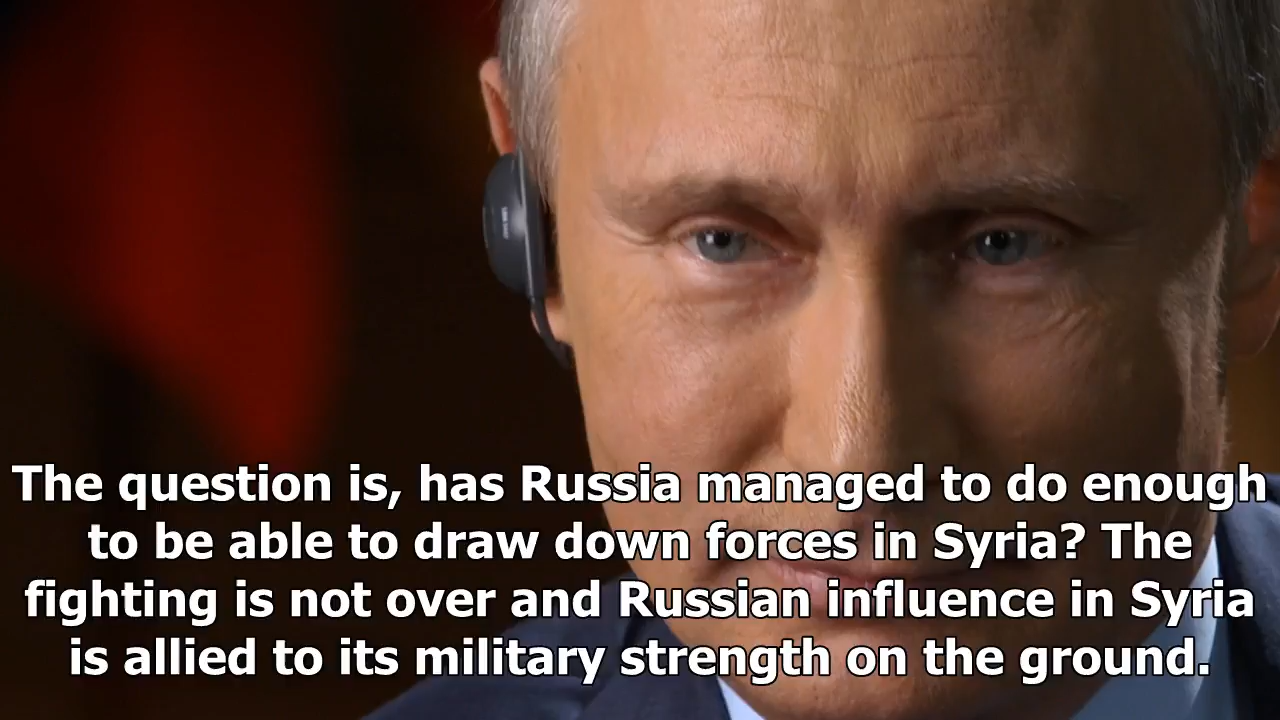 The question is, has Russia managed to do enough
to be able to draw down forces in Syria? The
fighting is not over and Russian influence in Syria
is allied to its military strength on the ground.